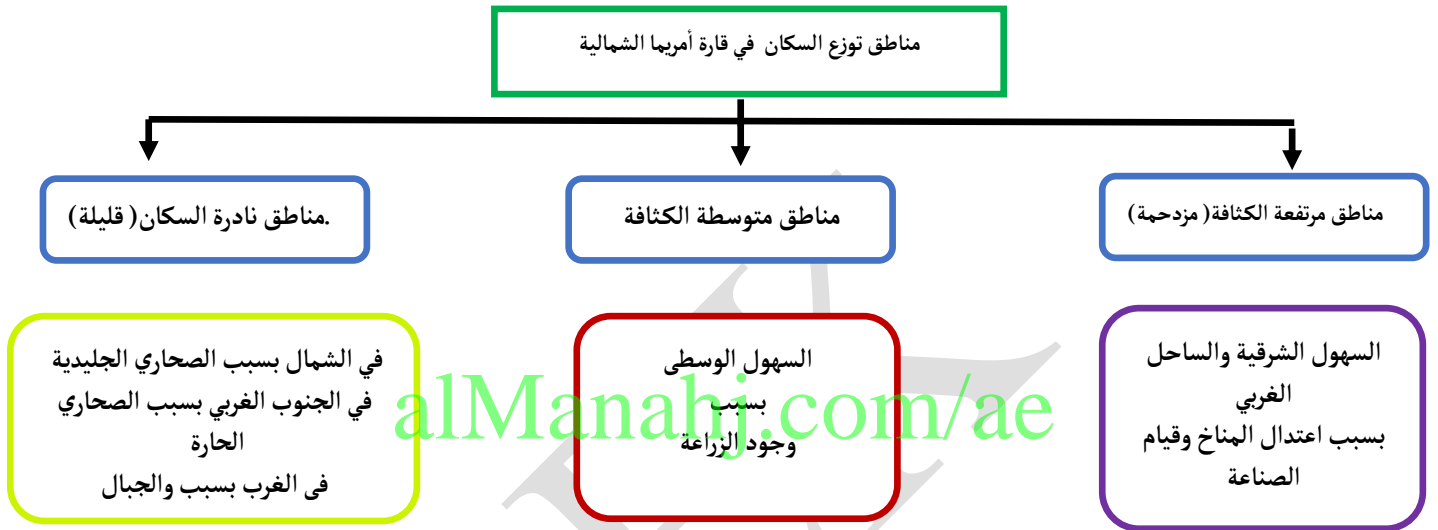 مناطق توزع السكان في قارة أمريما الشمالية
مناطق مرتفعة الكثافة( مزدحمة)
مناطق متوسطة الكثافة
.مناطق نادرة السكان( قليلة)
السهول الشرقية والساحل
الغربي
بسبب اعتدال المناخ وقيام
الصناعة
السهول الوسطى
بسبب
وجود الزراعة
في الشمال بسبب الصحاري الجليدية
في الجنوب الغربي بسبب الصحاري
الحارة
فى الغرب بسبب والجبال
alManahj.com/ae